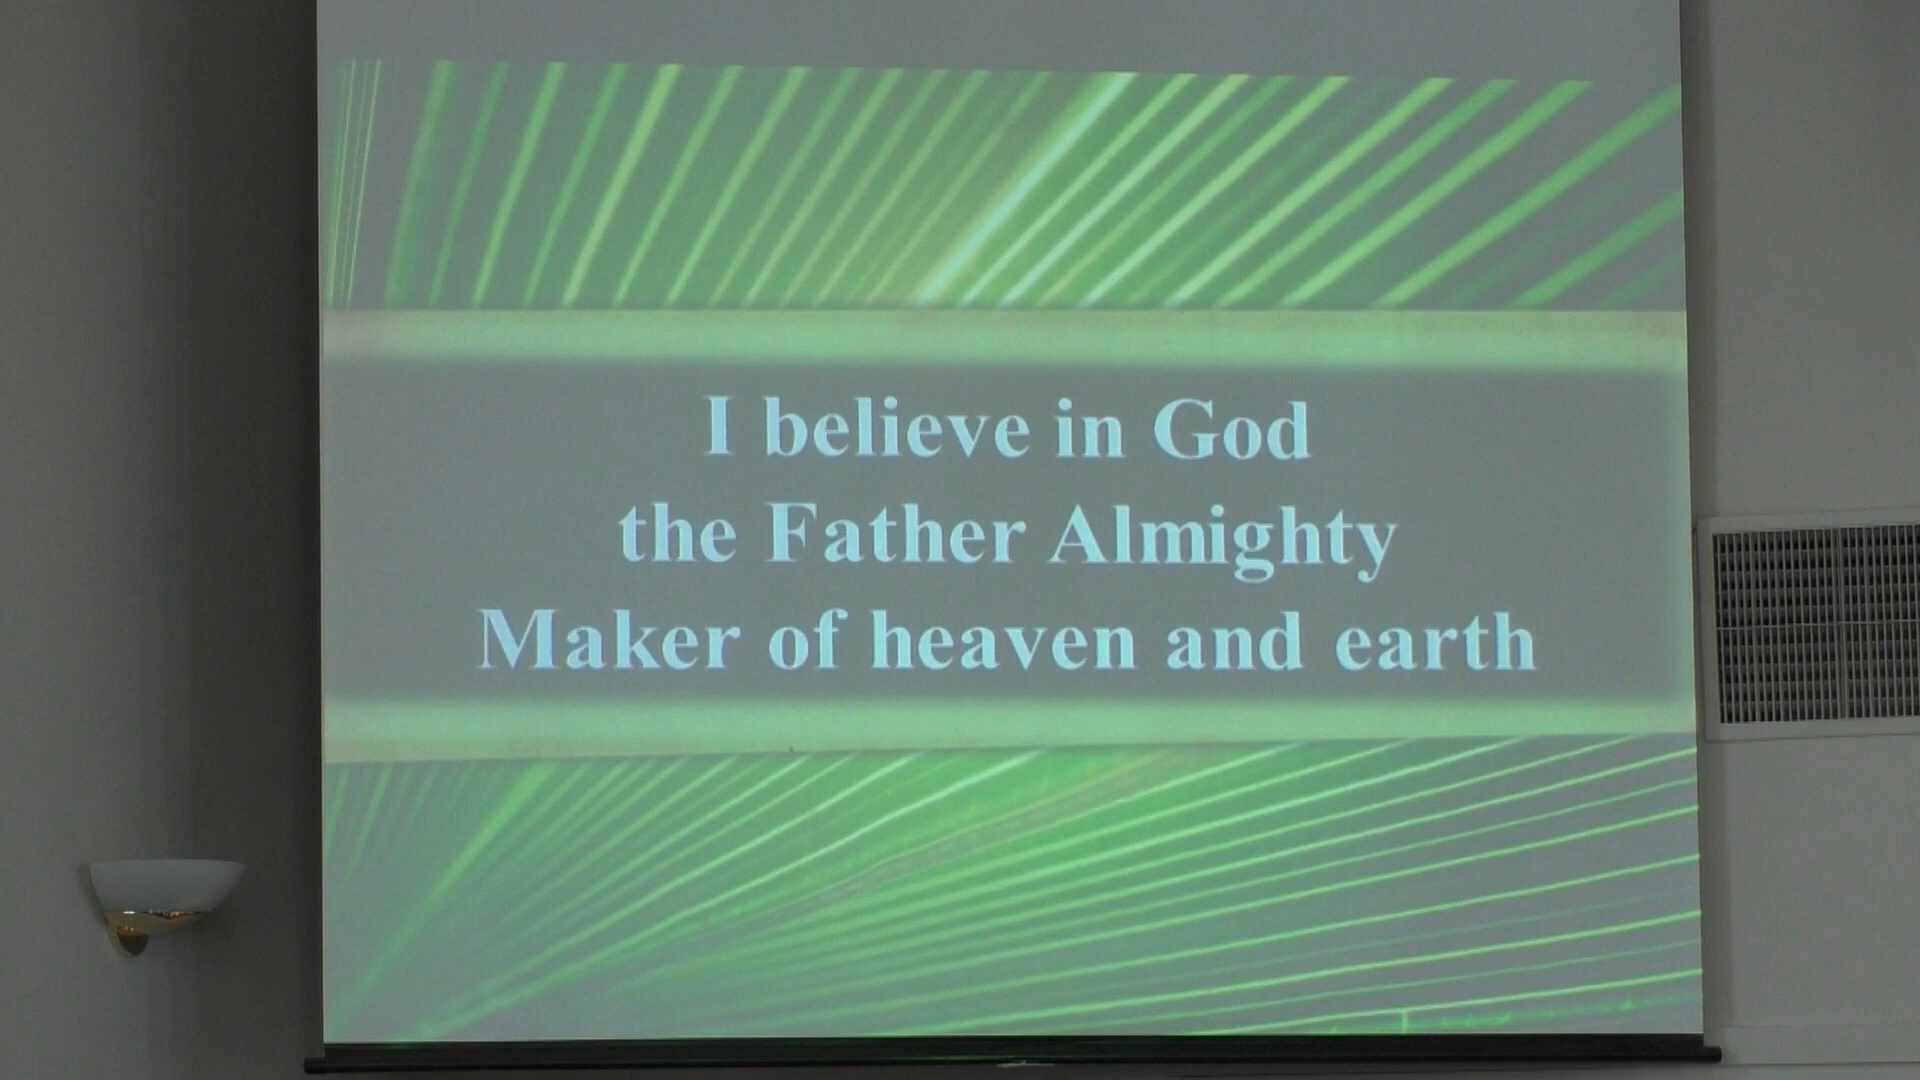 I believe in God
the Father Almighty
Maker of heaven and earth